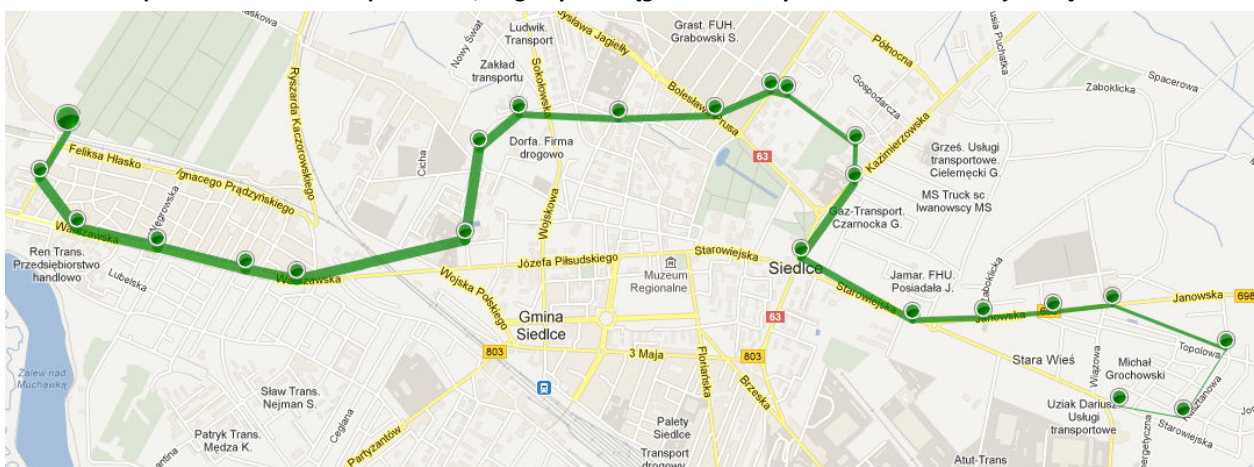 Ludwik.
Transport
Grast. FUH.
Grabowski S.
Nowy Świat
Zakład
transportu
Sokołowska
Północna
Gospodarcza
Spacerowa
Zaboklicka
Ryszarda Kaczorowskiego
Bolesława Prusa
Feliksa Hłasko
Ignacego Prądzyńskiego
Cicha
Dorfa. Firma
drogowo
63
Kazimierzowska
Grześ. Usługi
transportowe.
Cielemęcki G.
MS Truck sc
Iwanowscy MS
Wojskowa
Gaz-Transport.
Czarnocka G.
Warszawska
Ren Trans.
Przedsiębiorstwo
handlowo
Lubelska
Warszawska
Józefa Piłsudskiego
Starowiejska
Muzeum
Regionalne
Siedlce
Jamar. FHU.
Posiadała J.
Zaboklicka
Wojska Polskiego
Starowiejska
Janowska
Janowska
698
Gmina
Siedlce
63
803
3 Maja
803
Floriańska
Brzeska
Stara Wieś
Topolowa
Wiązowa
Michał
Grochowski
Kasztanowa
Zalew nad
Muchawką
Sław Trans.
Nejman S.
Ceglana
Uziak Dariusz.
Usługi
transportowe
Starowiejska
Patryk Trans.
Mędza K.
Partyzantów
Palety
Siedlce
Transport
drogowy
Atut-Trans